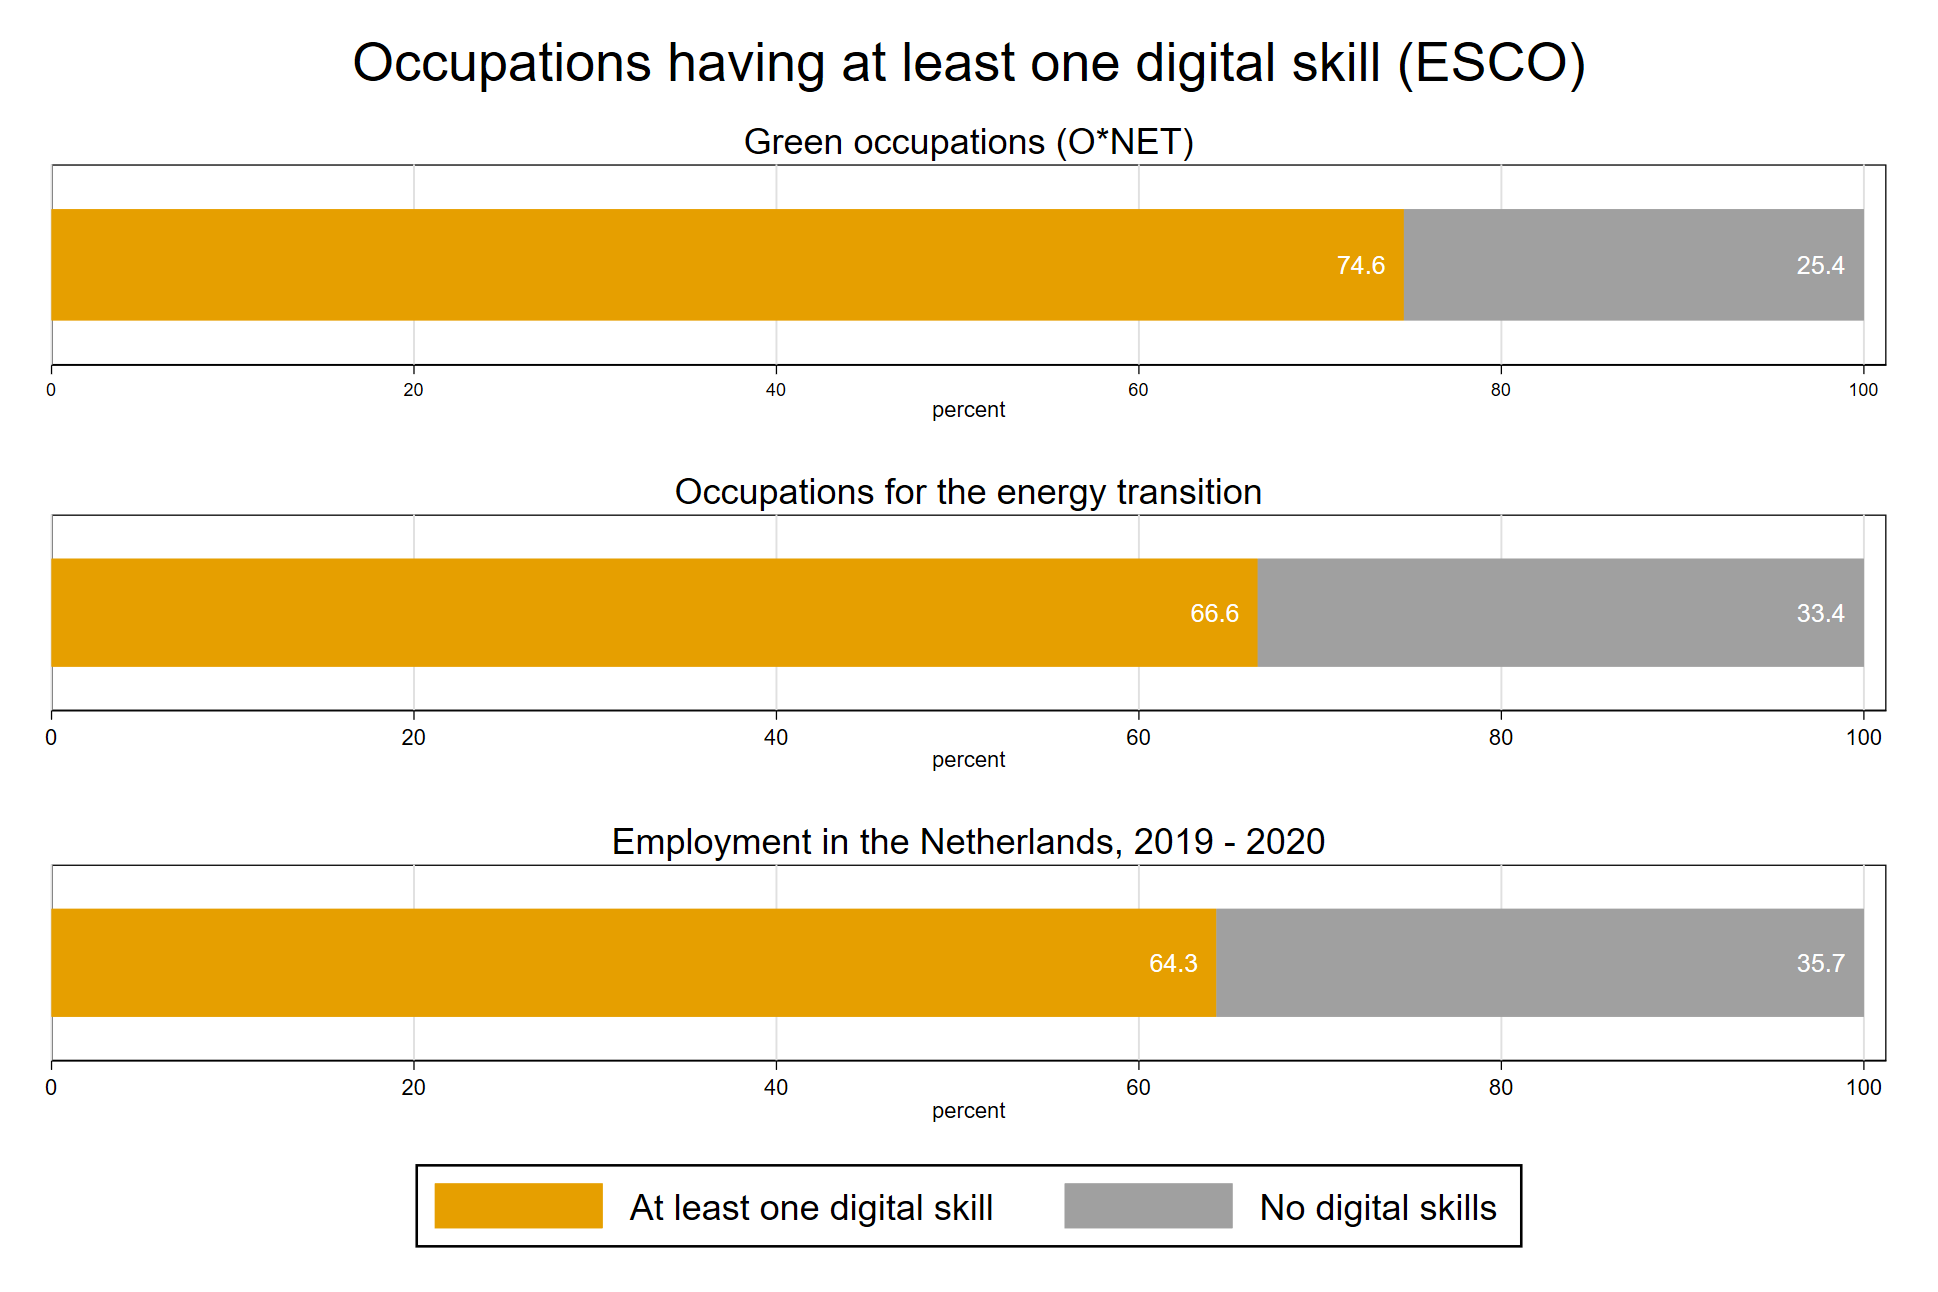 Occupations having at least one digital skill (ESCO)
Green occupations (O*NET)
74.6 25.4
0 20 40 60 80 100
percent
Occupations for the energy transition
66.6 33.4
0 20 40 60 80 100
percent
Employment in the Netherlands, 2019 - 2020
64.3 35.7
0 20 40 60 80 100
percent
At least one digital skill No digital skills